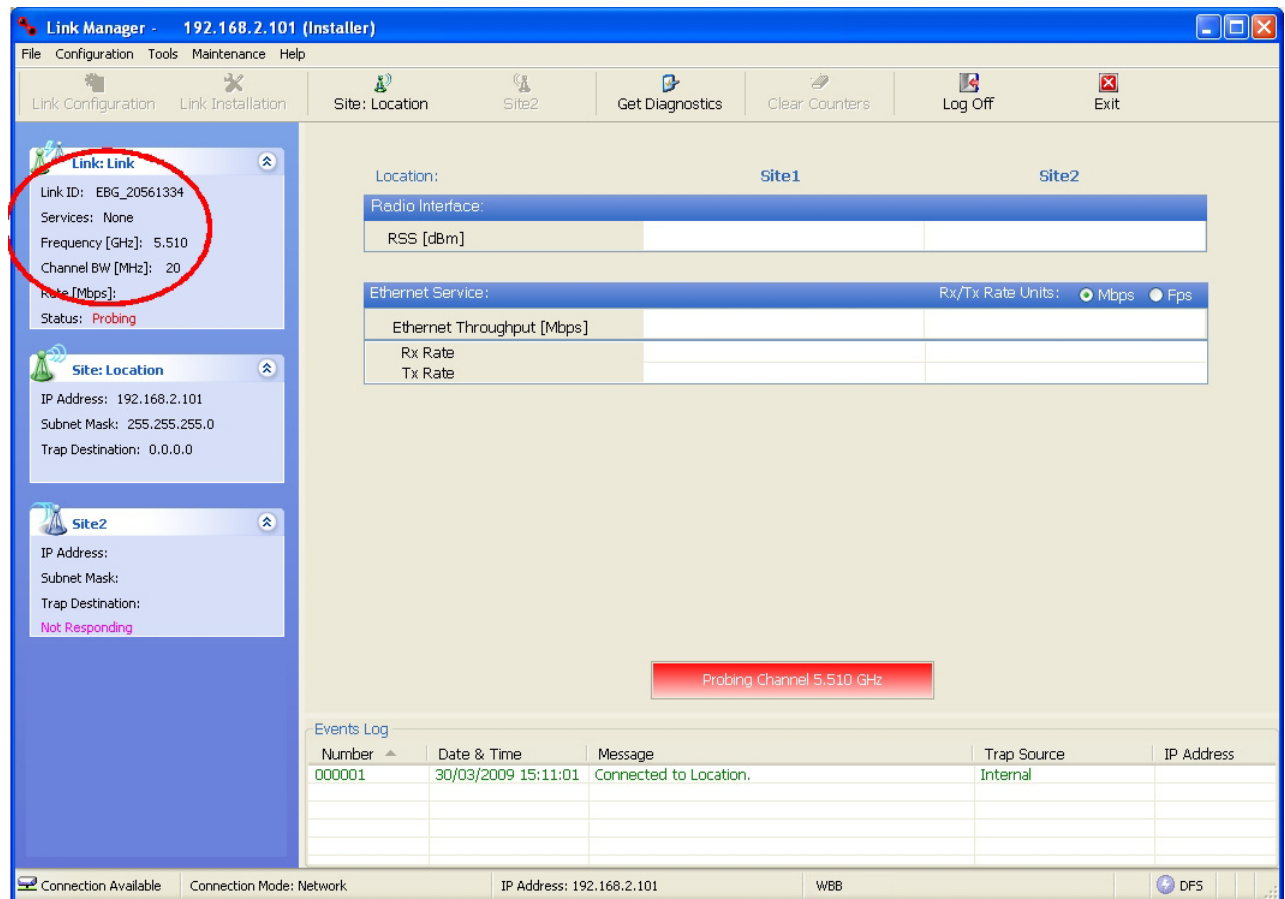 Link Manager - 192.168.2.101 (Installer)
File Configuration Tools Maintenance Help
Link Configuration Link Installation Site: Location Site2 Get Diagnostics Clear Counters Log Off Exit
Link: Link
Link ID: EBG_20561334
Services: None
Frequency [GHz]: 5.510
Channel BW [MHz]: 20
Rate [Mbps]:
Status: Probing
Site: Location
IP Address: 192.168.2.101
Subnet Mask: 255.255.255.0
Trap Destination: 0.0.0.0
Site2
IP Address:
Subnet Mask:
Trap Destination:
Not Responding
Location: Site1 Site2
Radio Interface:
RSS [dBm]
Ethernet Service: Rx/Tx Rate Units: Mbps Fps
Ethernet Throughput [Mbps]
Rx Rate
Tx Rate
Probing Channel 5.510 GHz
Events Log
Number Date & Time Message Trap Source IP Address
000001 30/03/2009 15:11:01 Connected to Location. Internal
Connection Available Connection Mode: Network IP Address: 192.168.2.101 WBB DFS